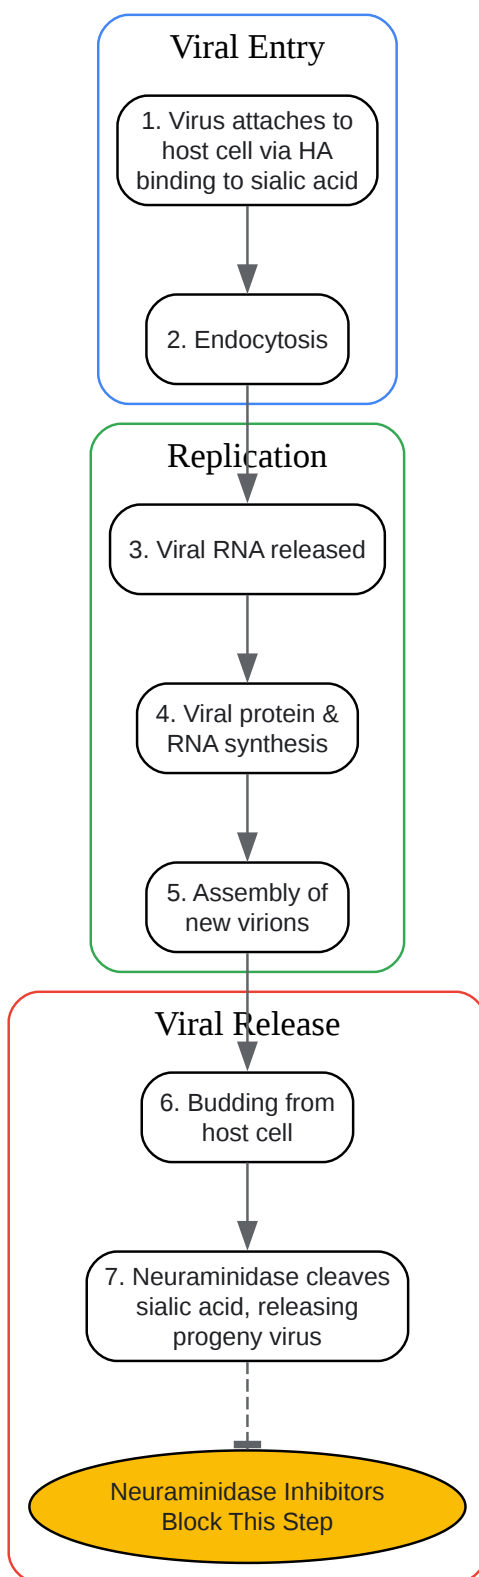 Viral Entry
1. Virus attaches to
host cell via HA
binding to sialic acid
2. Endocytosis
Replication
3. Viral RNA released
4. Viral protein &
RNA synthesis
5. Assembly of
new virions
Viral Release
6. Budding from
host cell
7. Neuraminidase cleaves
sialic acid, releasing
progeny virus
Neuraminidase Inhibitors
Block This Step